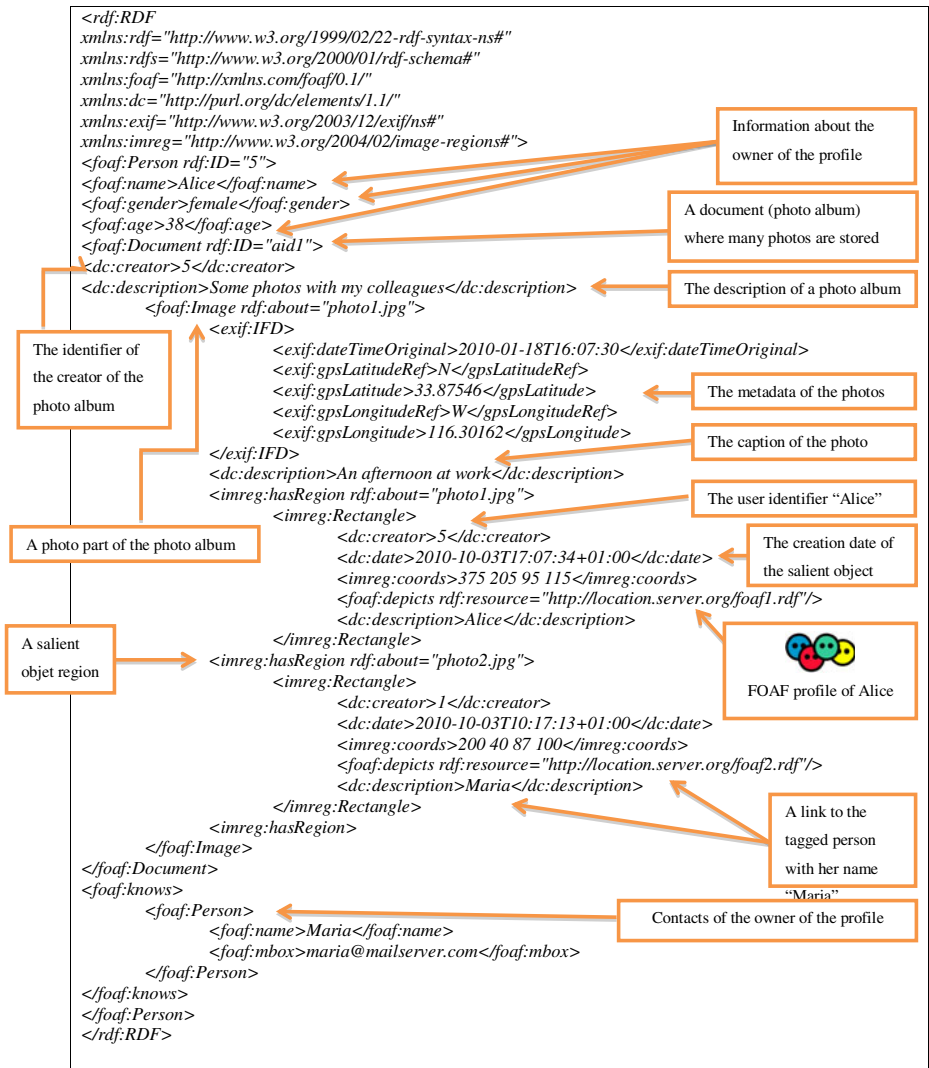 <rdf:RDF
xmlns:rdf="http://www.w3.org/1999/02/22-rdf-syntax-ns#"
xmlns:rdfs="http://www.w3.org/2000/01/rdf-schema#"
xmlns:foaf="http://xmlns.com/foaf/0.1/"
xmlns:dc="http://purl.org/dc/elements/1.1/"
xmlns:exif="http://www.w3.org/2003/12/exif/ns#"
xmlns:imreg="http://www.w3.org/2004/02/image-regions#">
<foaf:Person rdf:ID="5">
<foaf:name>Alice</foaf:name>
<foaf:gender>female</foaf:gender>
<foaf:age>38</foaf:age>
<foaf:Document rdf:ID="aid1">
<dc:creator>5</dc:creator>
<dc:description>Some photos with my colleagues</dc:description>
<foaf:Image rdf:about="photo1.jpg">
<exif:IFD>
<exif:dateTimeOriginal>2010-01-18T16:07:30</exif:dateTimeOriginal>
<exif:gpsLatitudeRef>N</exif:gpsLatitudeRef>
<exif:gpsLatitude>33.87546</gpsLatitude>
<exif:gpsLongitudeRef>W</gpsLongitudeRef>
<exif:gpsLongitude>116.30162</gpsLongitude>
</exif:IFD>
<dc:description>An afternoon at work</dc:description>
<imreg:hasRegion rdf:about="photo1.jpg">
<imreg:Rectangle>
<dc:creator>5</dc:creator>
<dc:date>2010-10-03T17:07:34+01:00</dc:date>
<imreg:coords>375 205 95 115</imreg:coords>
<foaf:depicts rdf:resource="http://location.server.org/foaf1.rdf"/>
<dc:description>Alice</dc:description>
</imreg:Rectangle>
<imreg:hasRegion rdf:about="photo2.jpg">
<imreg:Rectangle>
<dc:creator>1</dc:creator>
<dc:date>2010-10-03T10:17:13+01:00</dc:date>
<imreg:coords>200 40 87 100</imreg:coords>
<foaf:depicts rdf:resource="http://location.server.org/foaf2.rdf"/>
<dc:description>Maria</dc:description>
</imreg:Rectangle>
<imreg:hasRegion>
</foaf:Image>
</foaf:Document>
<foaf:knows>
<foaf:Person>
<foaf:name>Maria</foaf:name>
<foaf:mbox>maria@mailserver.com</foaf:mbox>
</foaf:Person>
</foaf:knows>
</foaf:Person>
</rdf:RDF>
Information about the
owner of the profile
A document (photo album)
where many photos are stored
The description of a photo album
The identifier of
the creator of the
photo album
The metadata of the photos
The caption of the photo
The user identifier “Alice”
A photo part of the photo album
The creation date of
the salient object
A salient
objet region
FOAF profile of Alice
A link to the
tagged person
with her name
“Maria”
Contacts of the owner of the profile